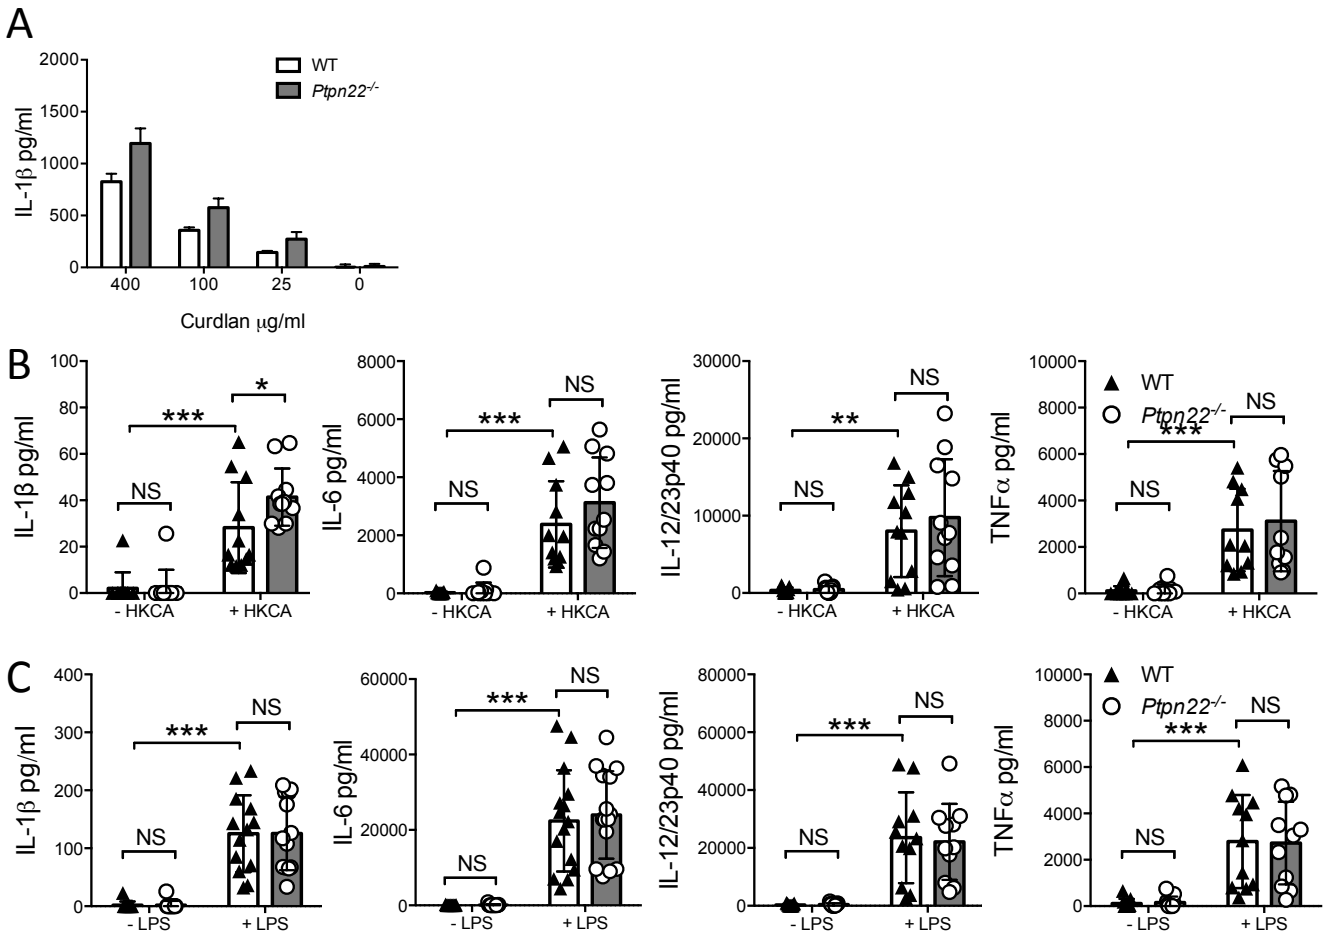 A
2000
1500
1000
500
0
IL-1β pg/ml
WT
Ptpn22-/-
400
100
25
0
Curdlan μg/ml
B
100
80
60
40
20
0
IL-1β pg/ml
NS
***
*
- HKCA
+ HKCA
8000
6000
4000
2000
0
IL-6 pg/ml
NS
***
NS
- HKCA
+ HKCA
30000
20000
10000
0
IL-12/23p40 pg/ml
NS
**
NS
- HKCA
+ HKCA
10000
8000
6000
4000
2000
0
TNFα pg/ml
WT
Ptpn22-/-
NS
***
NS
- HKCA
+ HKCA
C
400
300
200
100
0
IL-1β pg/ml
NS
***
NS
- LPS
+ LPS
60000
40000
20000
0
IL-6 pg/ml
NS
***
NS
- LPS
+ LPS
80000
60000
40000
20000
0
IL-12/23p40 pg/ml
NS
***
NS
- LPS
+ LPS
10000
8000
6000
4000
2000
0
TNFα pg/ml
WT
Ptpn22-/-
NS
***
NS
- LPS
+ LPS